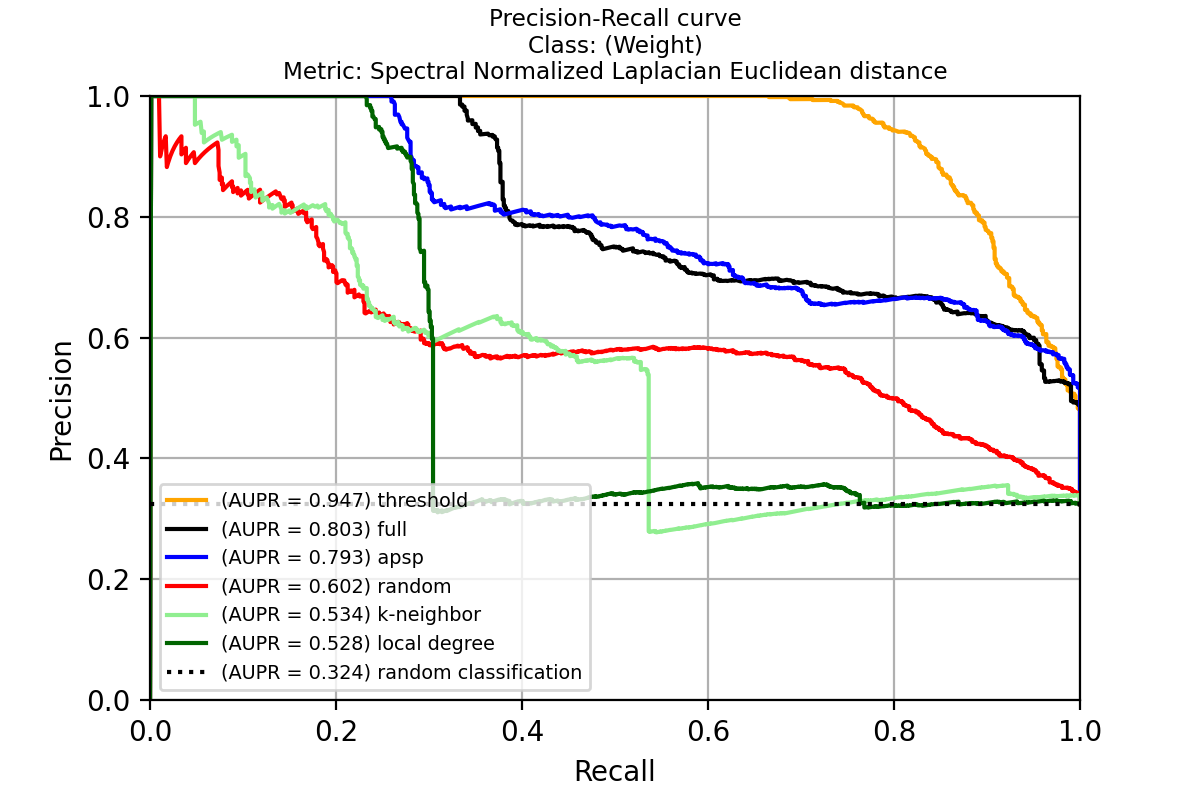 Precision-Recall curve
Class: (Weight)
Metric: Spectral Normalized Laplacian Euclidean distance
1.0
0.8
0.6
0.4
0.2
0.0
Precision
(AUPR = 0.947) threshold
(AUPR = 0.803) full
(AUPR = 0.793) apsp
(AUPR = 0.602) random
(AUPR = 0.534) k-neighbor
(AUPR = 0.528) local degree
(AUPR = 0.324) random classification
0.0 0.2 0.4 0.6 0.8 1.0
Recall